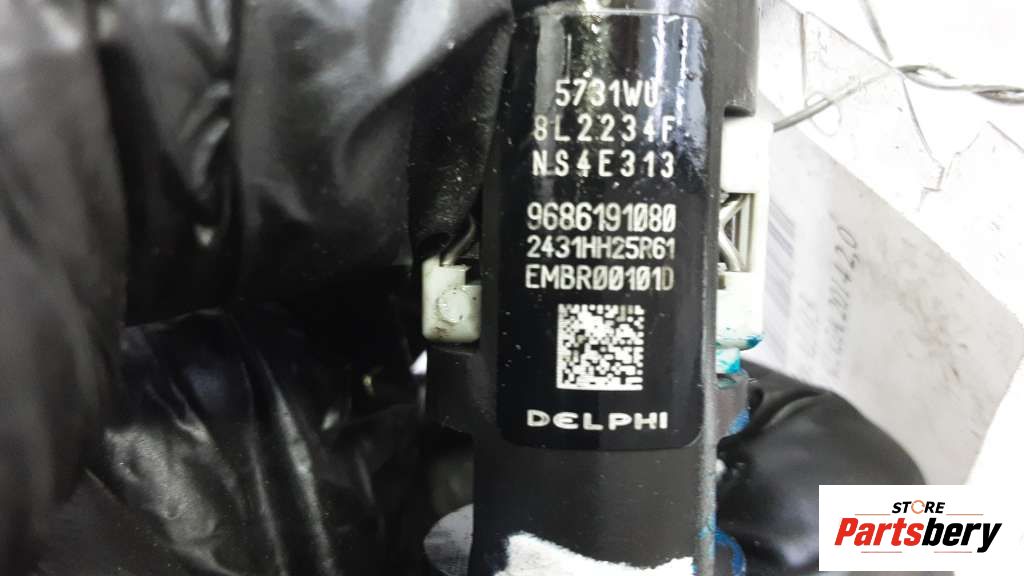 5731WU
8L2234F
NS4E313
9686191080
2431HH25R61
EMBR00101D
DELPHI
STORE
Partsbery